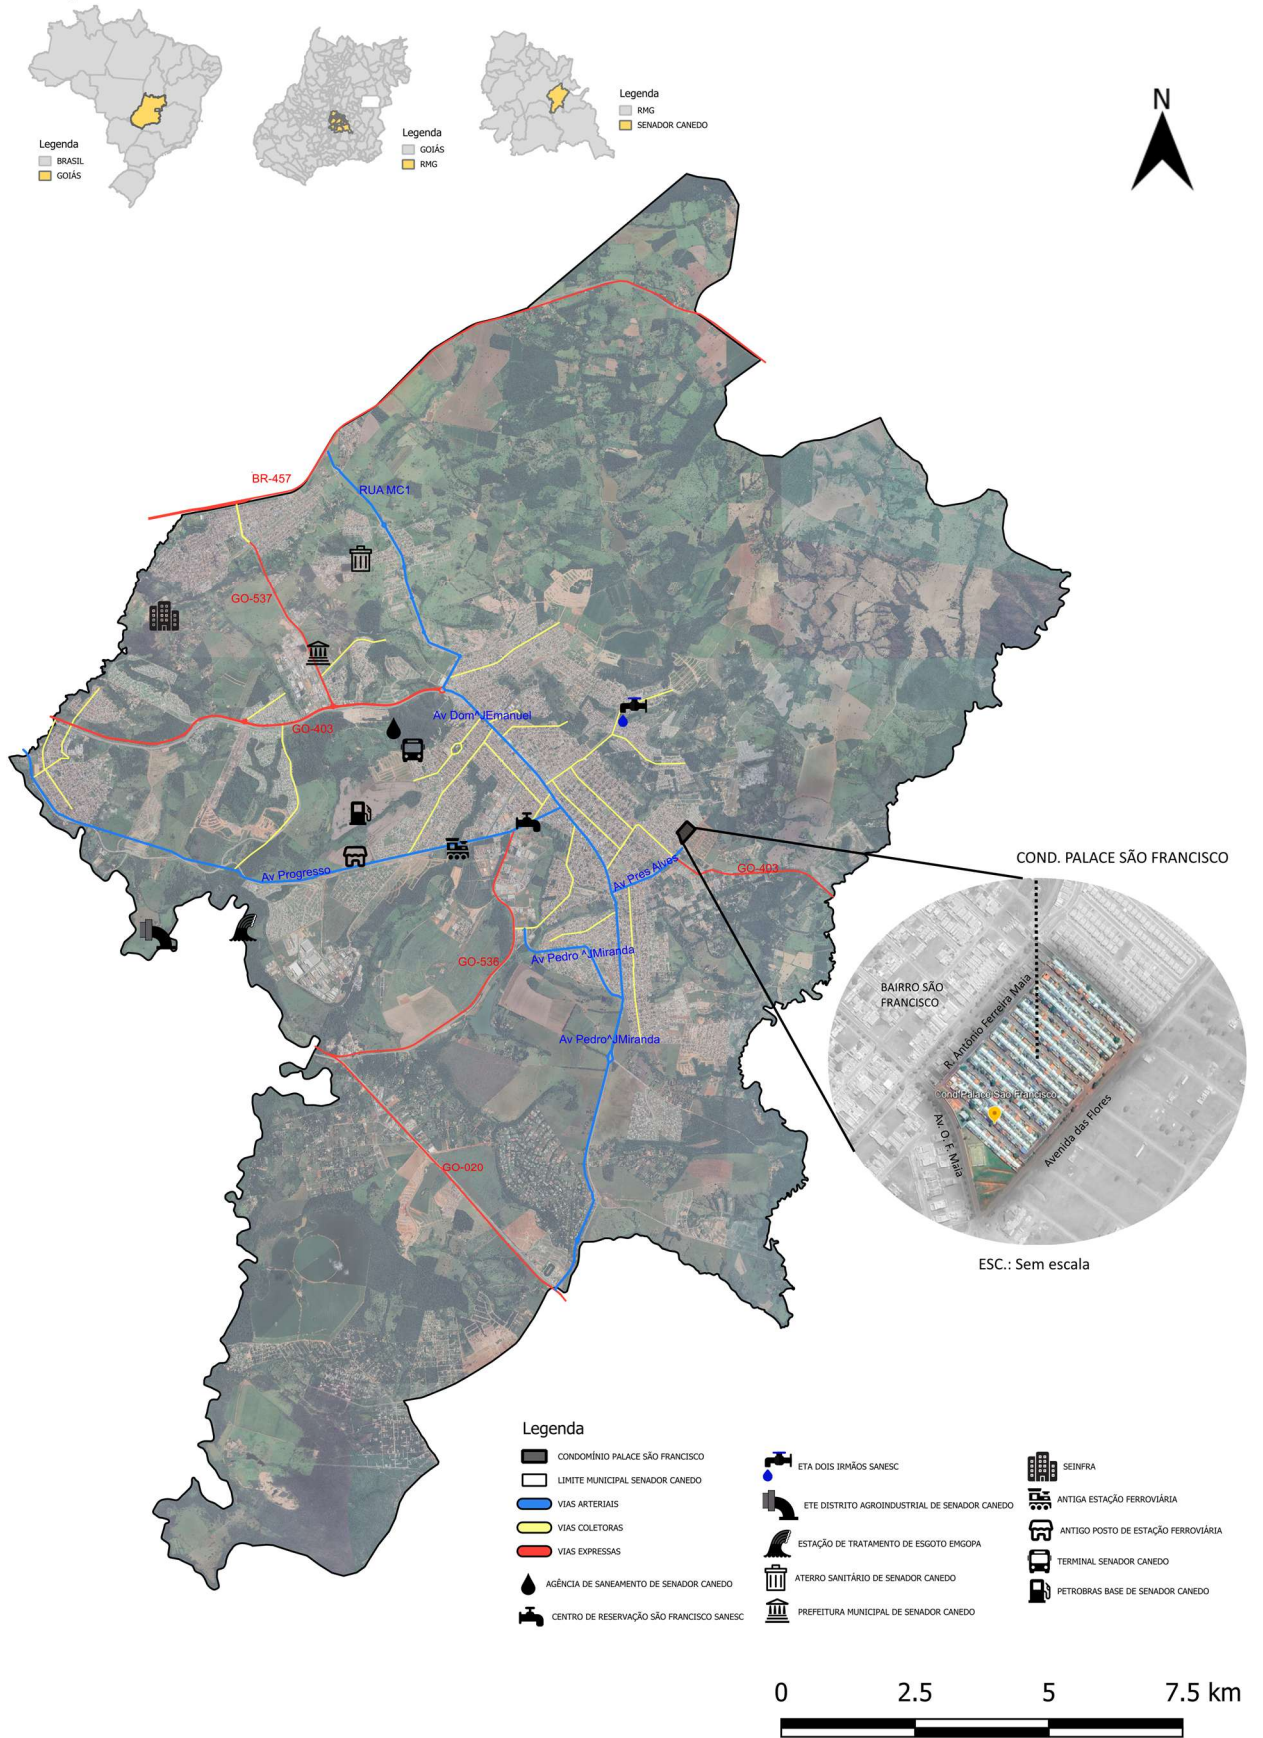 Legenda
BRASIL
GOIÁS
Legenda
GOIÁS
RMG
Legenda
RMG
SENADOR CANEDO
N
BR-457
RUA MC1
GO-537
Av Dom^JEmanuel
GO-403
Av Progresso
Av Pres Alves
GO-403
GO-536
Av Pedro ^JMiranda
Av Pedro^JMiranda
GO-020
COND. PALACE SÃO FRANCISCO
BAIRRO SÃO
FRANCISCO
R. Antônio Ferreira Maia
Cond Palace São Francisco
Av. O. F. Maia
Avenida das Flores
ESC.: Sem escala
Legenda
CONDOMÍNIO PALACE SÃO FRANCISCO
LIMITE MUNICIPAL SENADOR CANEDO
VIAS ARTERIAIS
VIAS COLETORAS
VIAS EXPRESSAS
AGÊNCIA DE SANEAMENTO DE SENADOR CANEDO
CENTRO DE RESERVAÇÃO SÃO FRANCISCO SANESC
ETA DOIS IRMÃOS SANESC
ETE DISTRITO AGROINDUSTRIAL DE SENADOR CANEDO
ESTAÇÃO DE TRATAMENTO DE ESGOTO EMGOPA
ATERRO SANITÁRIO DE SENADOR CANEDO
PREFEITURA MUNICIPAL DE SENADOR CANEDO
SEINFRA
ANTIGA ESTAÇÃO FERROVIÁRIA
ANTIGO POSTO DE ESTAÇÃO FERROVIÁRIA
TERMINAL SENADOR CANEDO
PETROBRAS BASE DE SENADOR CANEDO
0 2.5 5 7.5 km